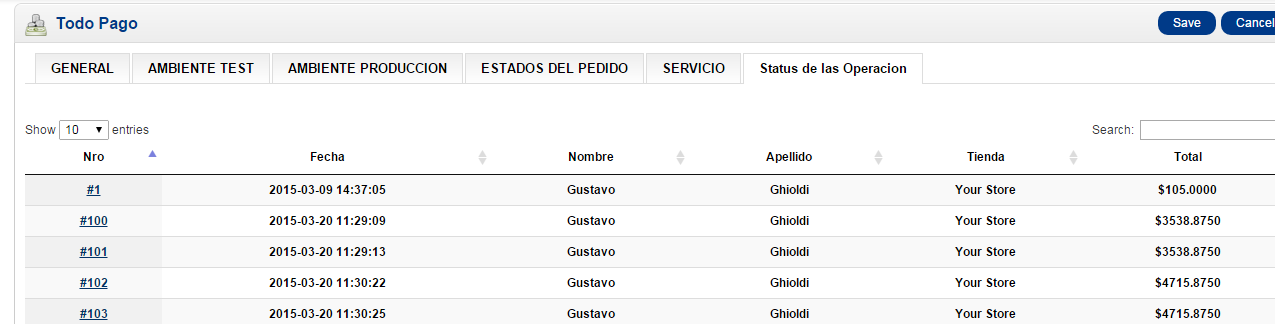 Todo Pago Save Cancel
GENERAL AMBIENTE TEST AMBIENTE PRODUCCION ESTADOS DEL PEDIDO SERVICIO Status de las Operacion
Show 10 entries Search:
Nro Fecha Nombre Apellido Tienda Total
#1 2015-03-09 14:37:05 Gustavo Ghioldi Your Store $105.0000
#100 2015-03-20 11:29:09 Gustavo Ghioldi Your Store $3538.8750
#101 2015-03-20 11:29:13 Gustavo Ghioldi Your Store $3538.8750
#102 2015-03-20 11:30:22 Gustavo Ghioldi Your Store $4715.8750
#103 2015-03-20 11:30:25 Gustavo Ghioldi Your Store $4715.8750